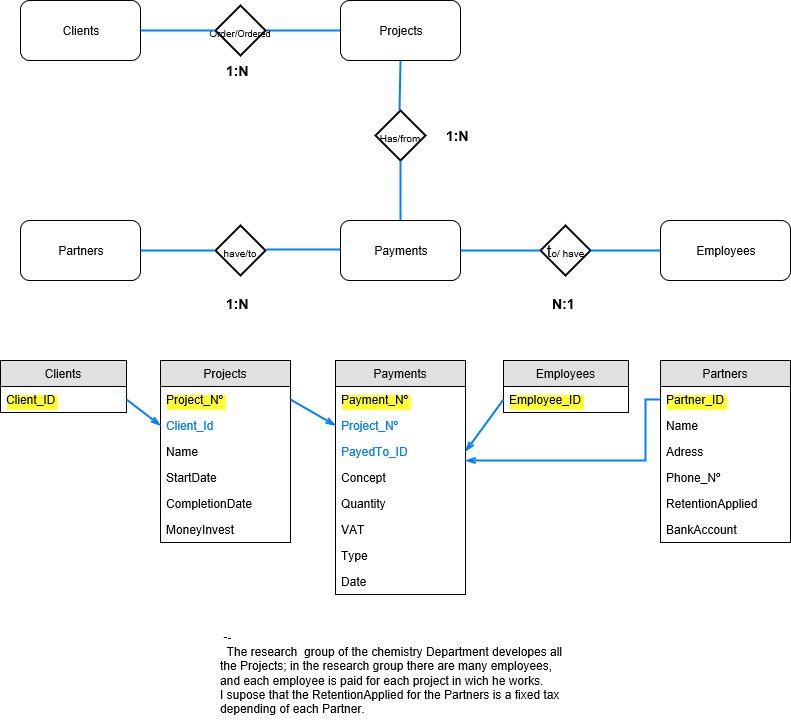 Clients
Order/Ordered
Projects
1:N
Has/from
1:N
Partners
have/to
Payments
to/ have
Employees
1:N
N:1
Clients
Client_ID
Projects
Project_Nº
Client_Id
Name
StartDate
CompletionDate
MoneyInvest
Payments
Payment_Nº
Project_Nº
PayedTo_ID
Concept
Quantity
VAT
Type
Date
Employees
Employee_ID
Partners
Partner_ID
Name
Adress
Phone_Nº
RetentionApplied
BankAccount
--
The research group of the chemistry Department developes all
the Projects; in the research group there are many employees,
and each employee is paid for each project in wich he works.
I supose that the RetentionApplied for the Partners is a fixed tax
depending of each Partner.